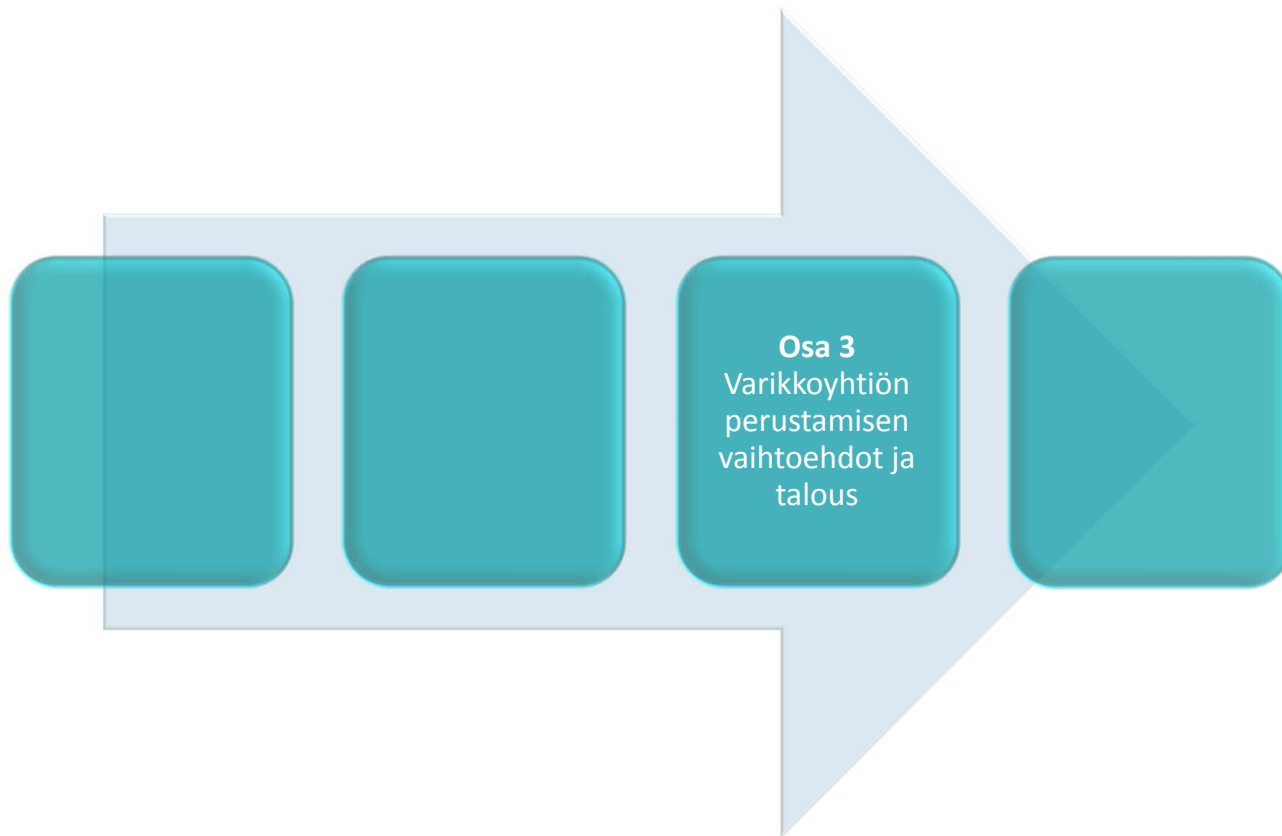 Osa 3
Varikkoyhtiön
perustamisen
vaihtoehdot ja
talous